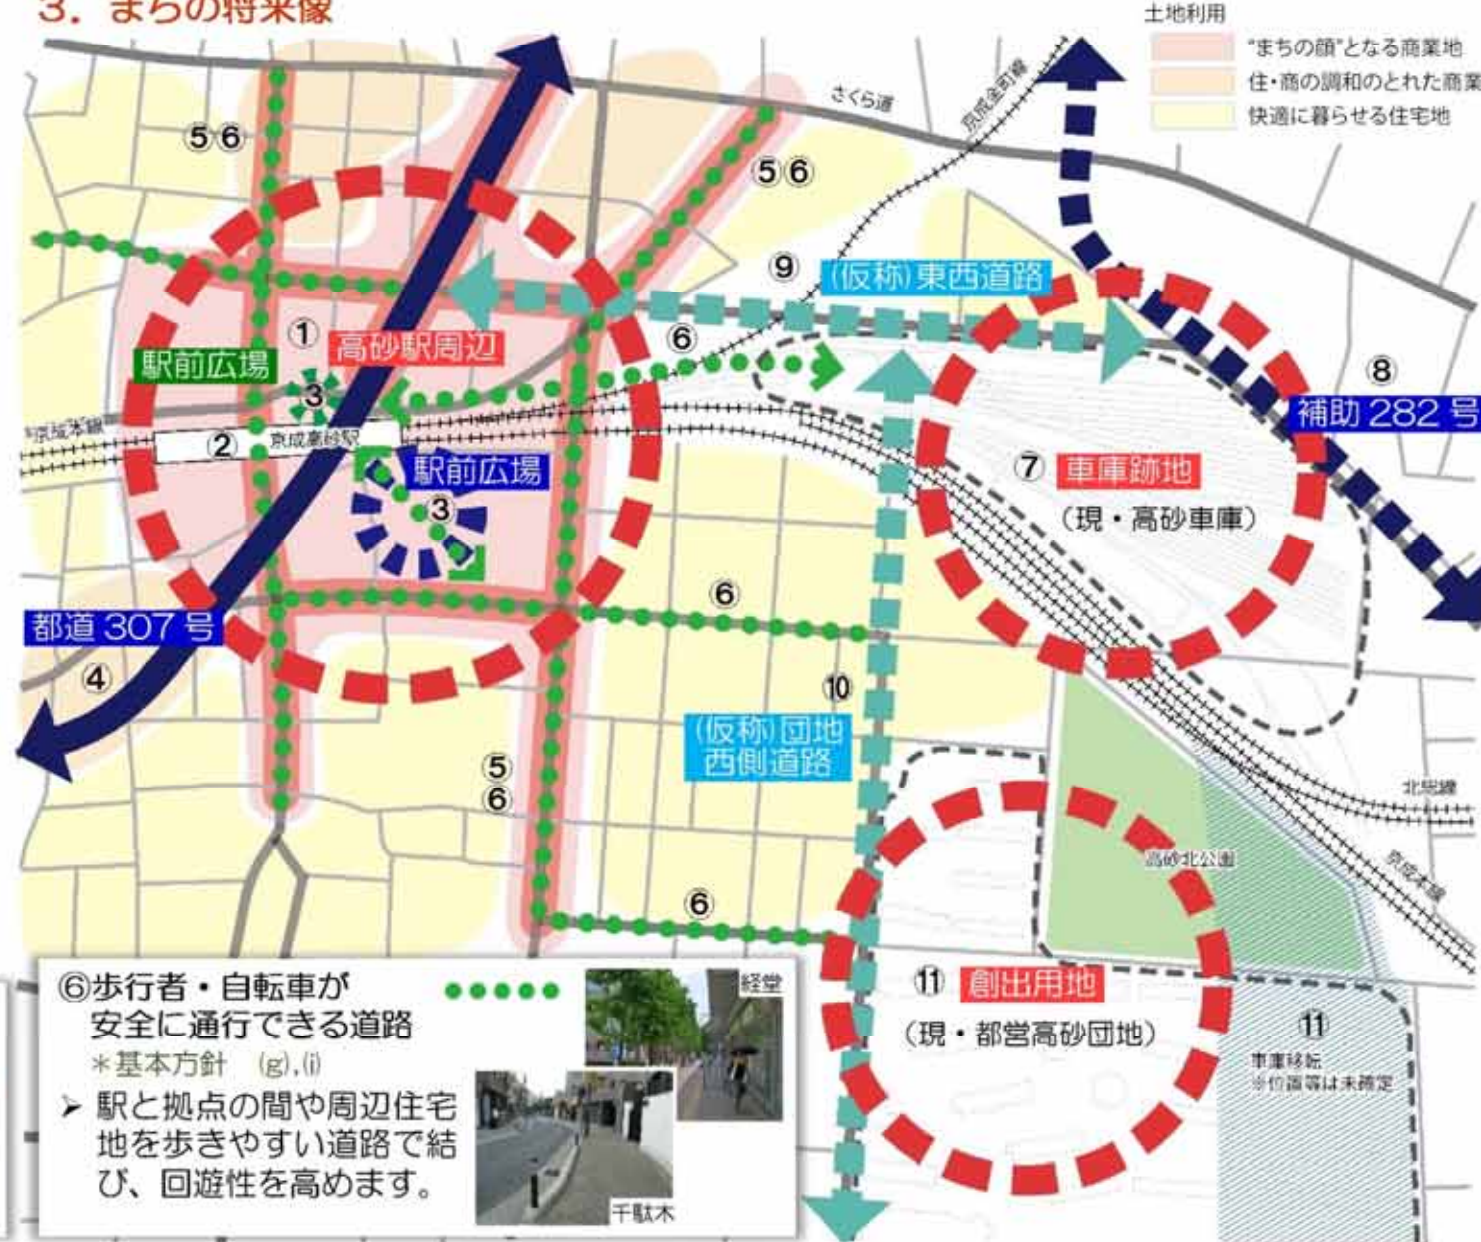 3．まちの将来像
土地利用
“まちの顔”となる商業地
住・商の調和のとれた商業
快適に暮らせる住宅地
さくら道
京成金町線
⑤⑥
⑤⑥
⑨
(仮称)東西道路
①
高砂駅周辺
⑥
駅前広場
③
⑧
補助282号
京成本線
②
京成高砂駅
駅前広場
③
⑦
車庫跡地
（現・高砂車庫）
⑥
都道307号
④
⑩
(仮称)団地
西側道路
⑤
⑥
北総線
高砂北公園
京成本線
⑥
⑪
創出用地
（現・都営高砂団地）
⑪
車庫移転
※位置等は未確定
⑥歩行者・自転車が
安全に通行できる道路
＊基本方針　(g),(i)
➢ 駅と拠点の間や周辺住宅
地を歩きやすい道路で結
び、回遊性を高めます。
経堂
千駄木